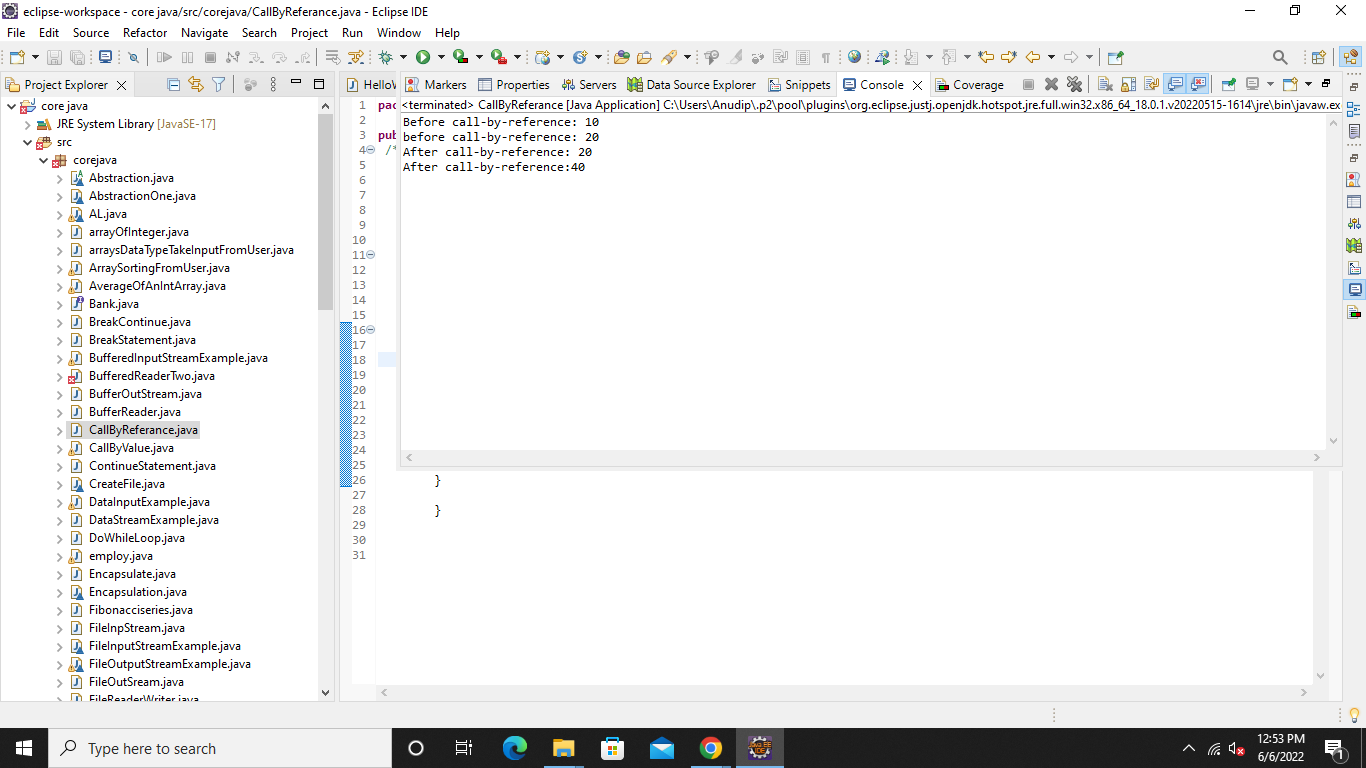 eclipse-workspace - core java/src/corejava/CallByReferance.java - Eclipse IDE
File Edit Source Refactor Navigate Search Project Run Window Help
Project Explorer
core java
JRE System Library [JavaSE-17]
src
corejava
Abstraction.java
AbstractionOne.java
AL.java
arrayOfInteger.java
arraysDataTypeTakeInputFromUser.java
ArraySortingFromUser.java
AverageOfAnIntArray.java
Bank.java
BreakContinue.java
BreakStatement.java
BufferedInputStreamExample.java
BufferedReaderTwo.java
BufferOutStream.java
BufferReader.java
CallByReferance.java
CallByValue.java
ContinueStatement.java
CreateFile.java
DataInputExample.java
DataStreamExample.java
DoWhileLoop.java
employ.java
Encapsulate.java
Encapsulation.java
Fibonacciseries.java
FileInpStream.java
FileInputStreamExample.java
FileOutputStreamExample.java
FileOutSream.java
FileReaderWriter.java
Hello\ Markers Properties Servers Data Source Explorer Snippets Console Coverage
<terminated> CallByReferance [Java Application] C:\Users\Anudip\.p2\pool\plugins\org.eclipse.justj.openjdk.hotspot.jre.full.win32.x86_64_18.0.1.v20220515-1614\jre\bin\javaw.ex
Before call-by-reference: 10
before call-by-reference: 20
After call-by-reference: 20
After call-by-reference:40
1 pac
2
3 pub
4 /*
5
6
7
8
9
10
11
12
13
14
15
16
17
18
19
20
21
22
23
24
25
26 }
27
28 }
29
30
31
Type here to search
12:53 PM
6/6/2022
1